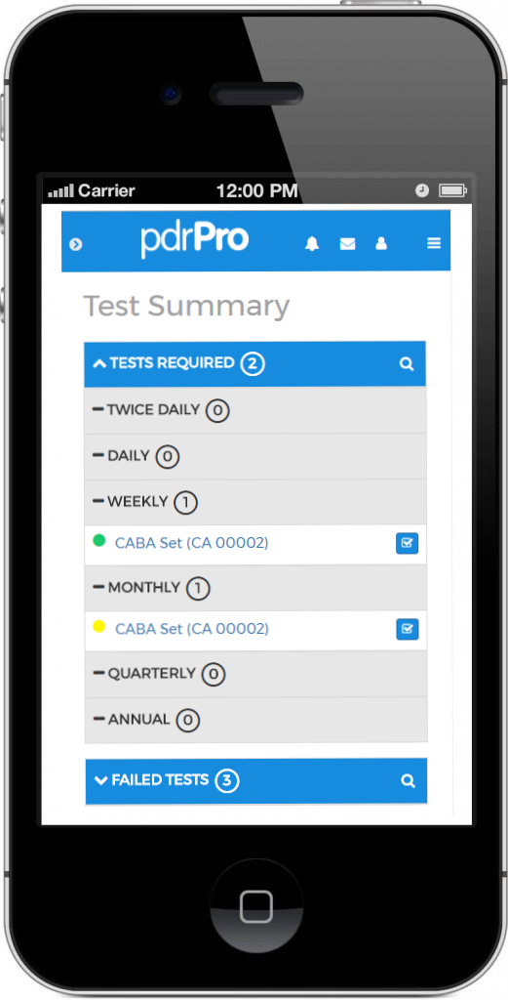 Carrier 12:00 PM
pdrPro
Test Summary
TESTS REQUIRED 2
TWICE DAILY 0
DAILY 0
WEEKLY 1
CABA Set (CA 00002)
MONTHLY 1
CABA Set (CA 00002)
QUARTERLY 0
ANNUAL 0
FAILED TESTS 3